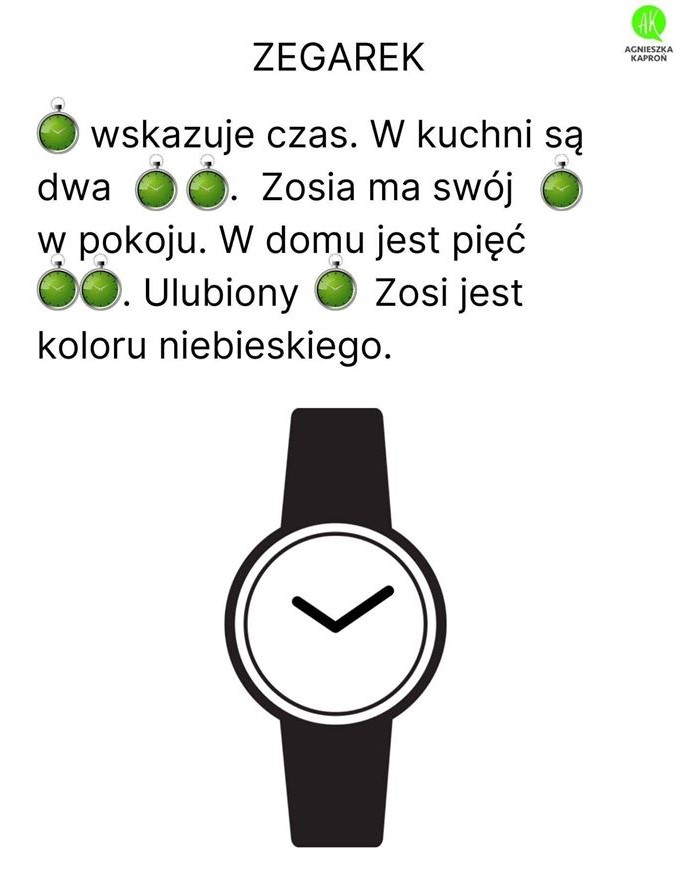 AK
AGNIESZKA
KAPROŃ
ZEGAREK
wskazuje czas. W kuchni są
dwa . Zosia ma swój
w pokoju. W domu jest pięć
. Ulubiony Zosi jest
koloru niebieskiego.